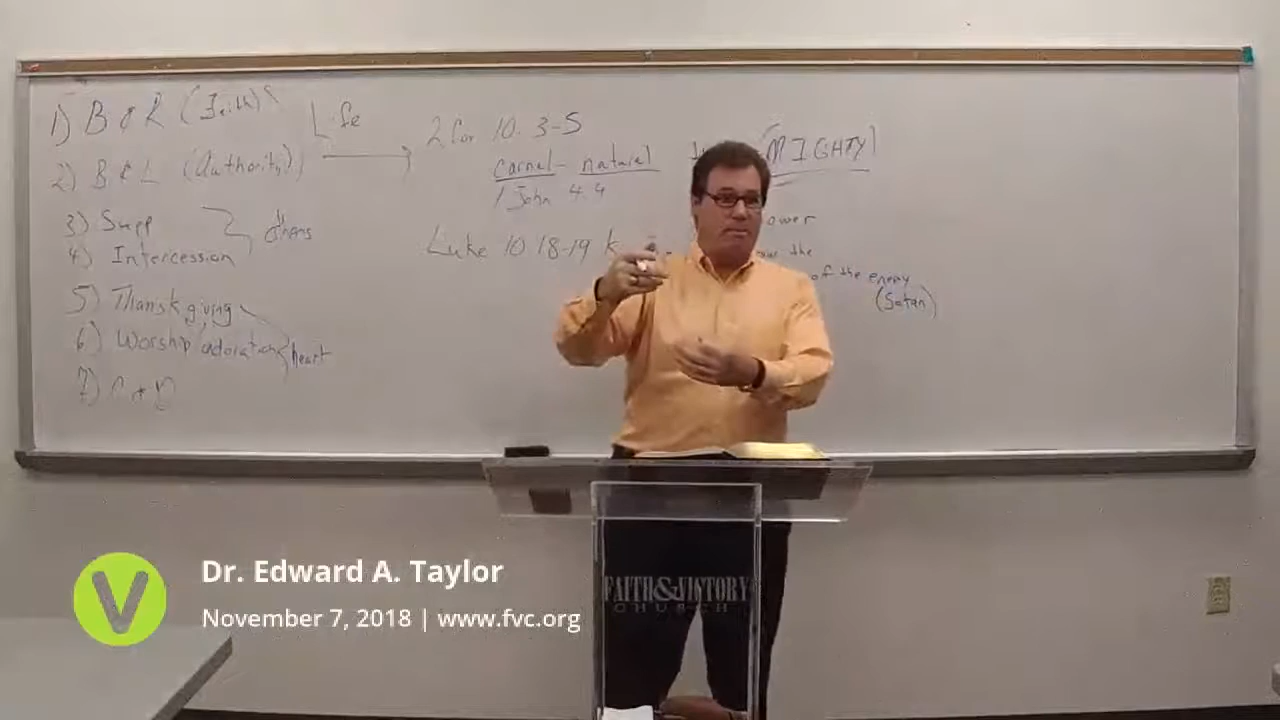 1) B & R (Faith)
2) B & L (Authority)
Life
3) Supp
4) Intercession
others
5) Thanksgiving
6) Worship/adoration
heart
7) C + D
2 Cor 10. 3-5
carnal - natural
1 John 4.4
MIGHTY)
Luke 10 18-19
ower
the
of the enemy
(Satan)
FAITH&VICTORY
CHURCH
V
Dr. Edward A. Taylor
November 7, 2018 | www.fvc.org